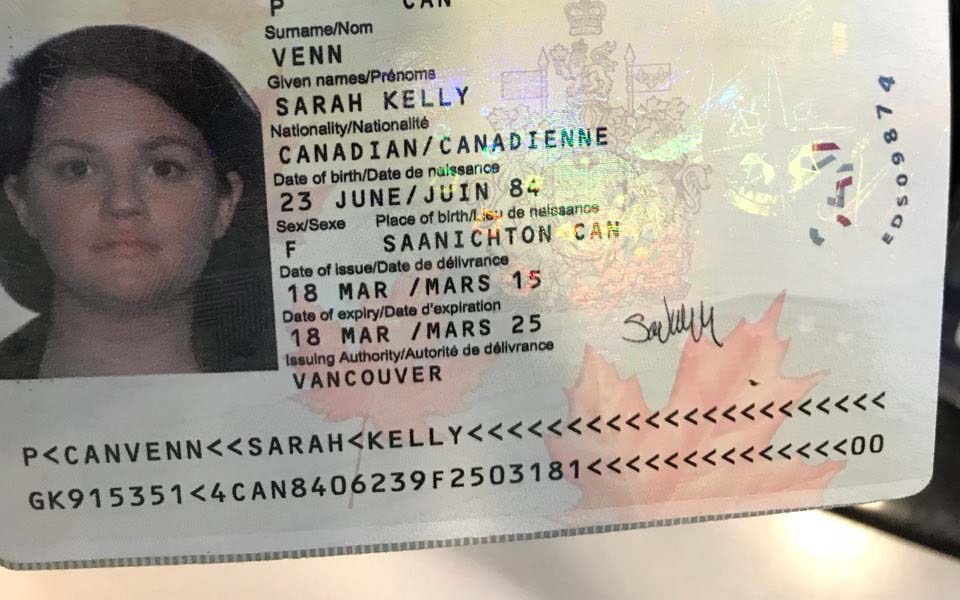 P CAN
Surname/Nom
VENN
Given names/Prénoms
SARAH KELLY
Nationality/Nationalité
CANADIAN/CANADIENNE
Date of birth/Date de naissance
23 JUNE/JUIN 84
Sex/Sexe Place of birth/Lieu de naissance
F SAANICHTON CAN
Date of issue/Date de délivrance
18 MAR /MARS 15
Date of expiry/Date d'expiration
18 MAR /MARS 25
Issuing Authority/Autorité de délivrance
VANCOUVER
EDS09874
P<CANVENN<<SARAH<KELLY<<<<<<<<<<<<<<<<<<<<<<
GK915351<4CAN8406239F2503181<<<<<<<<<<<<<<00